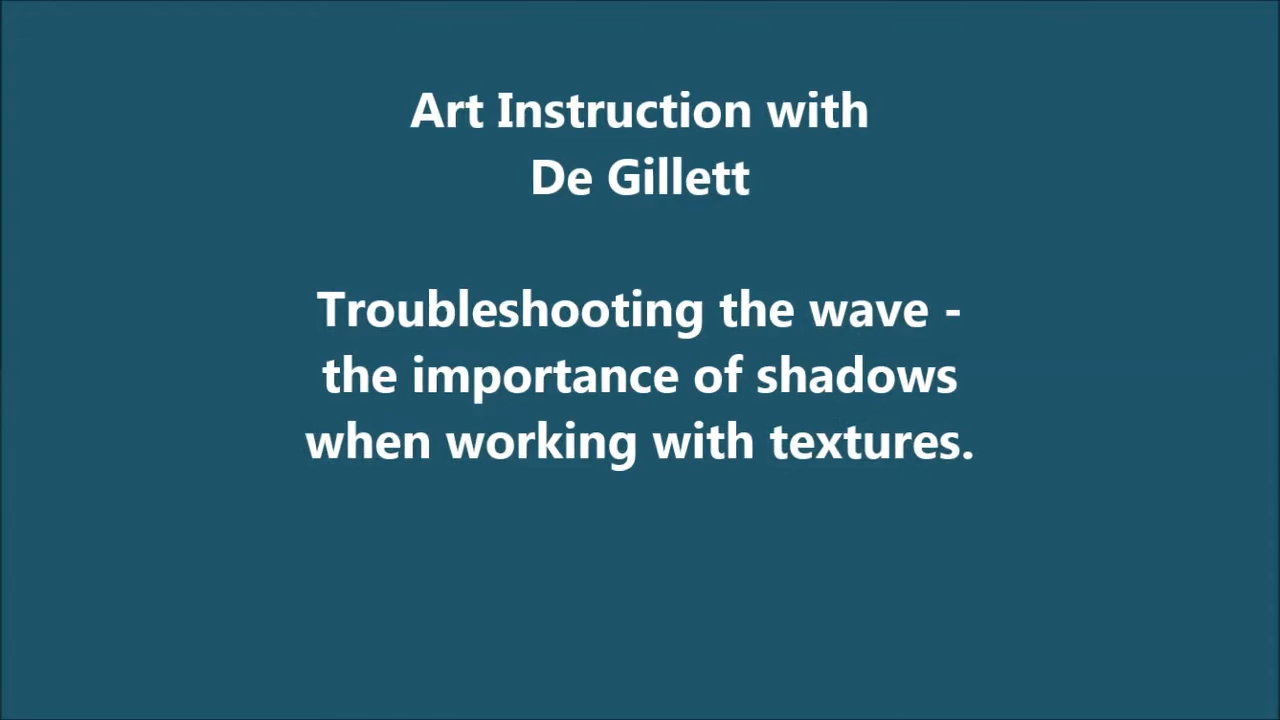 Art Instruction with
De Gillett
Troubleshooting the wave -
the importance of shadows
when working with textures.